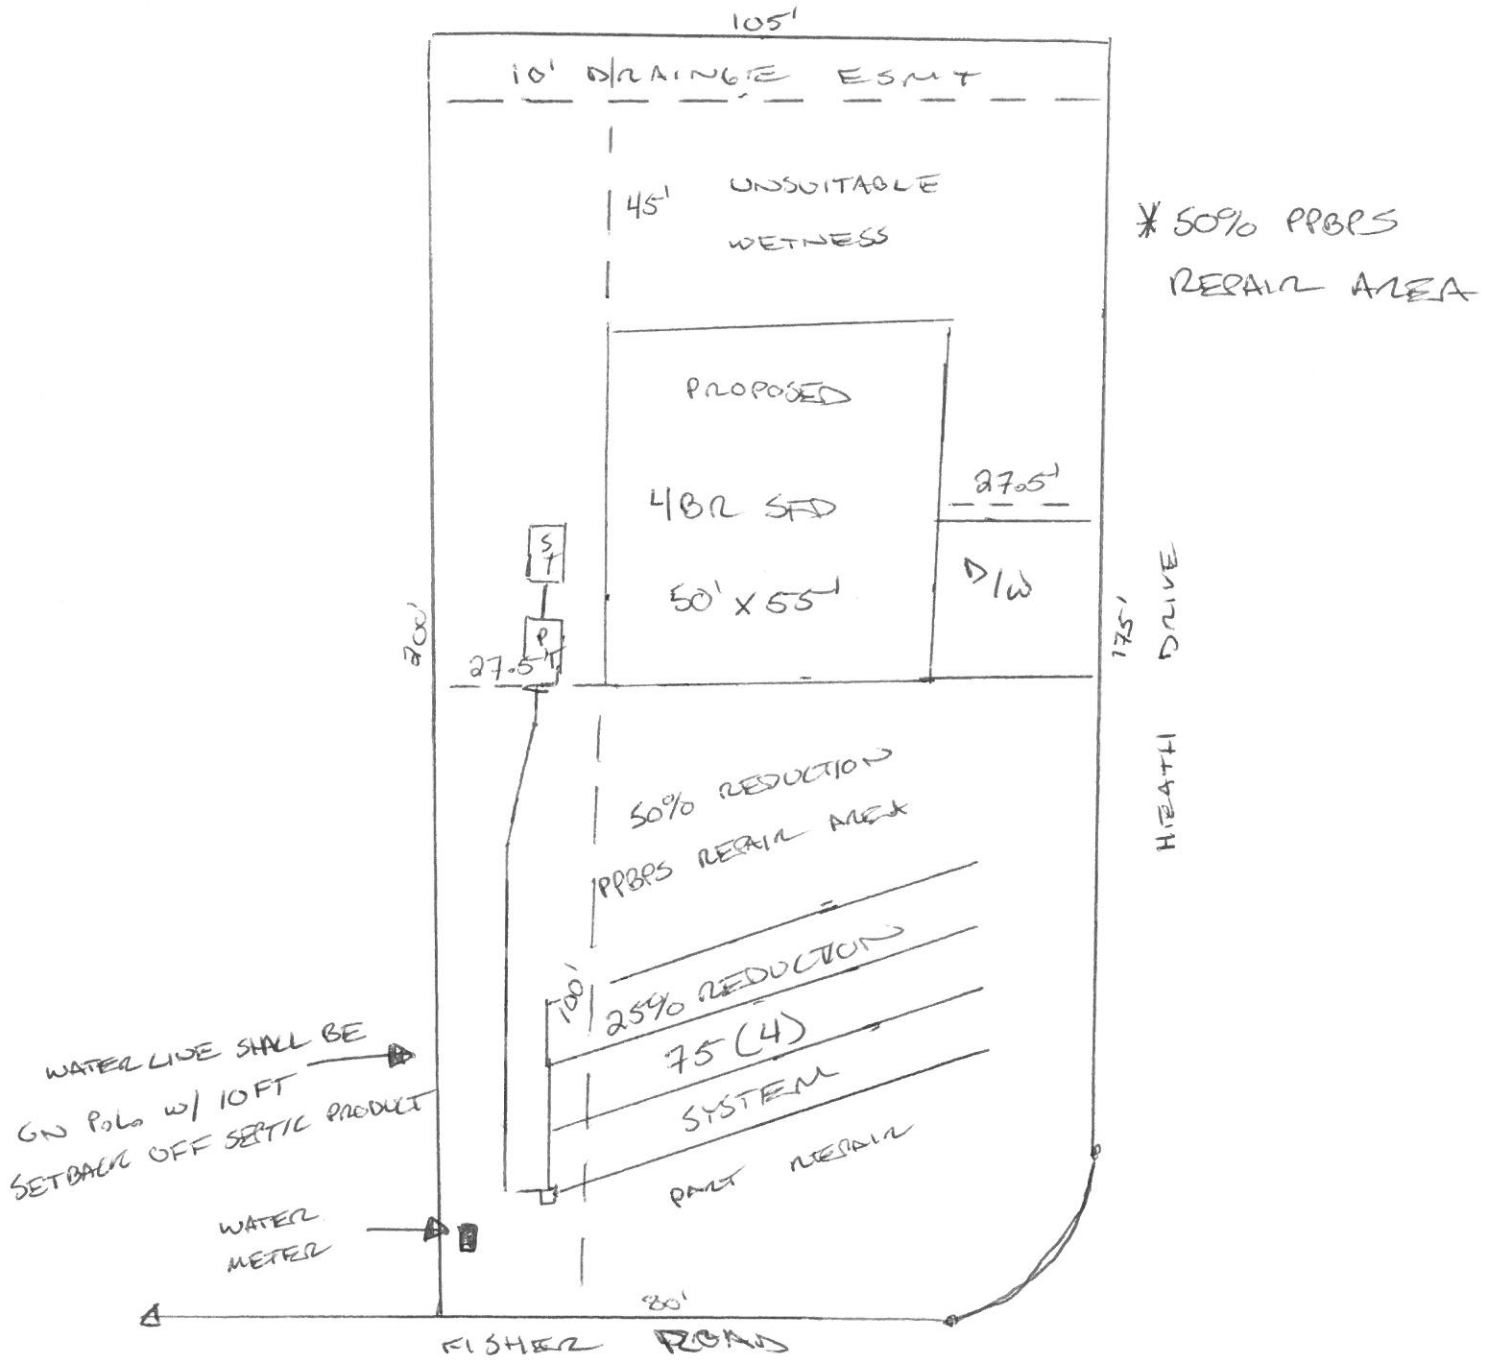 105'
10' DRAINGE ESMT
45'
UNSUITABLE
WETNESS
* 50% PPBPS
REPAIR AREA
PROPOSED
4BR SFD
50' x 55'
27.5'
D/W
ST
PT
27.5'
200'
175'
HEATH DRIVE
50% REDUCTION
PPBPS REPAIR AREA
100'
25% REDUCTION
75 (4)
SYSTEM
PART REPAIR
WATER LINE SHALL BE
ON P.L. W/ 10FT
SETBACK OFF SEPTIC PRODUCT
WATER
METER
80'
FISHER ROAD